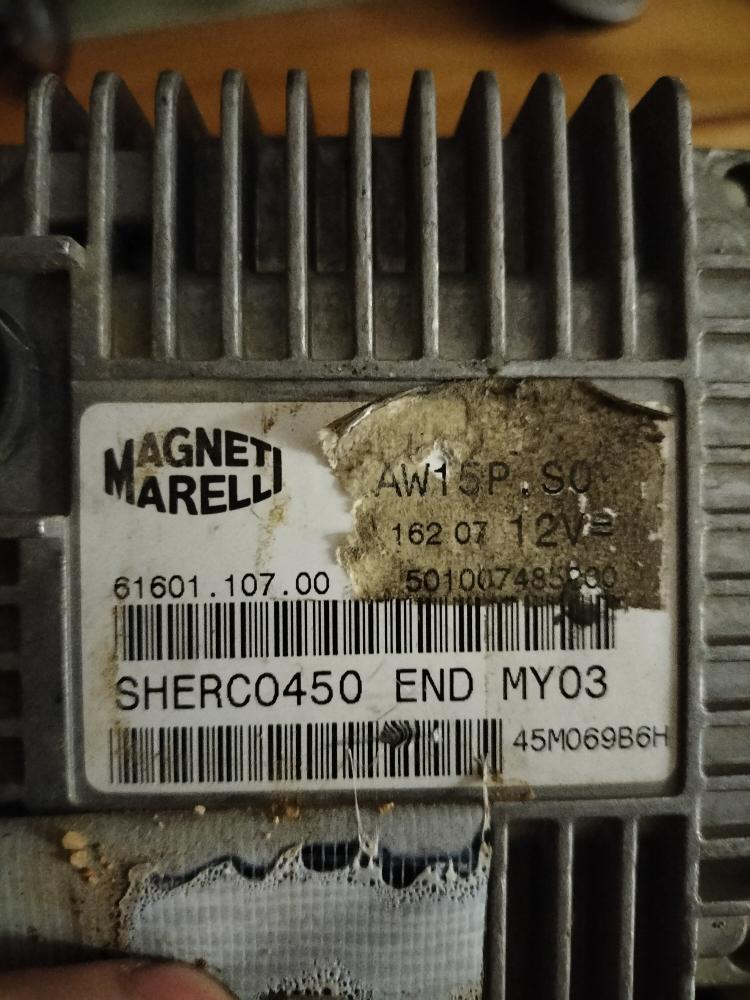 MAGNETI
MARELLI
AW15P.S0
162 07 12V=
61601.107.00
SHERCO450 END MY03
45M069B6H